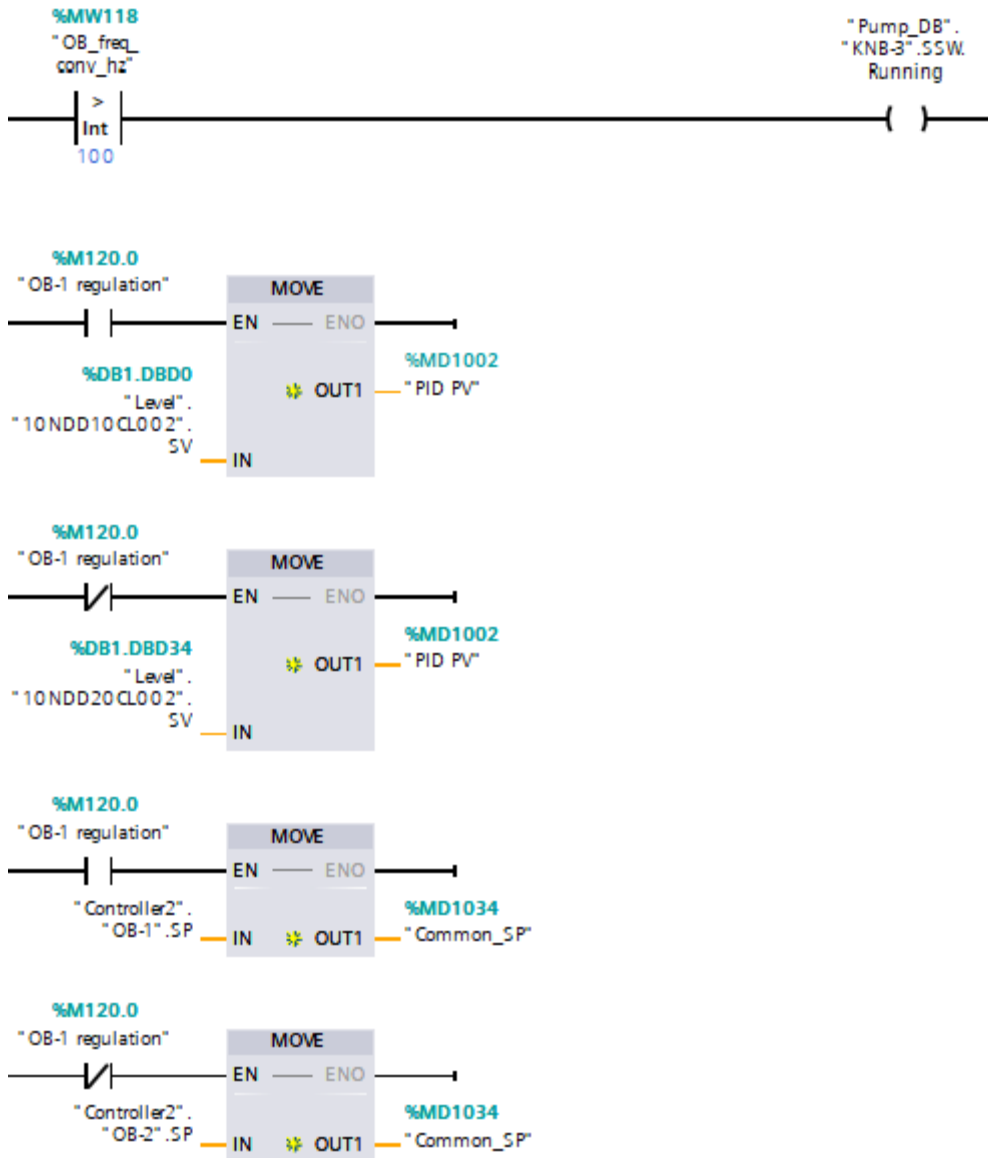 %MW118
"OB_freq_
conv_hz"
"Pump_DB".
"KNB-3".SSW.
Running
>
Int
100
%M120.0
"OB-1 regulation"
MOVE
EN ENO
%DB1.DBD0
"Level".
"10NDD10CL002".
SV
IN
OUT1
%MD1002
"PID PV"
%M120.0
"OB-1 regulation"
MOVE
EN ENO
%DB1.DBD34
"Level".
"10NDD20CL002".
SV
IN
OUT1
%MD1002
"PID PV"
%M120.0
"OB-1 regulation"
MOVE
EN ENO
"Controller2".
"OB-1".SP
IN OUT1
%MD1034
"Common_SP"
%M120.0
"OB-1 regulation"
MOVE
EN ENO
"Controller2".
"OB-2".SP
IN OUT1
%MD1034
"Common_SP"